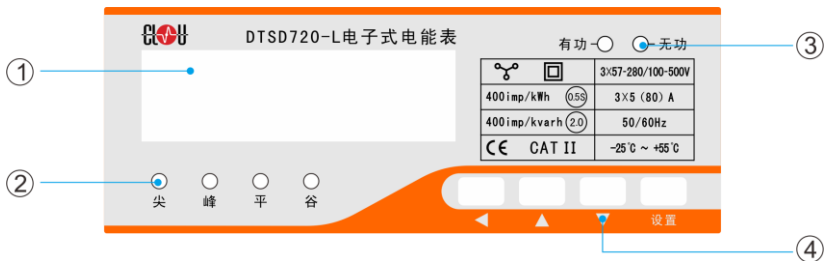 CLOU DTSD720-L电子式电能表
有功 无功
①
③
3×57-280/100-500V
400imp/kWh 0.5S 3×5 (80) A
400imp/kvarh 2.0 50/60Hz
CE CAT II -25℃ ~ +55℃
②
尖 峰 平 谷
◀ ▲ ▼ 设置
④